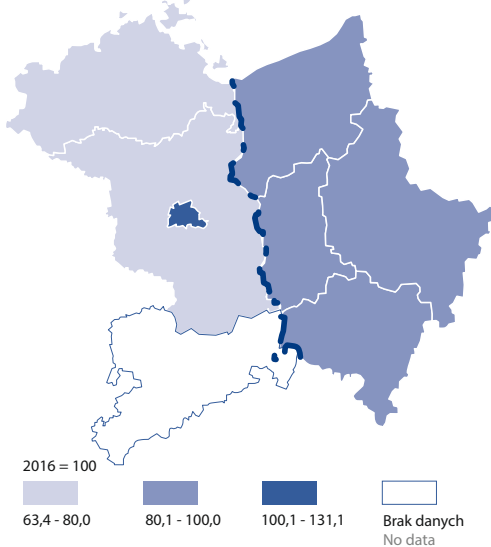 2016 = 100
63,4 - 80,0
80,1 - 100,0
100,1 - 131,1
Brak danych
No data